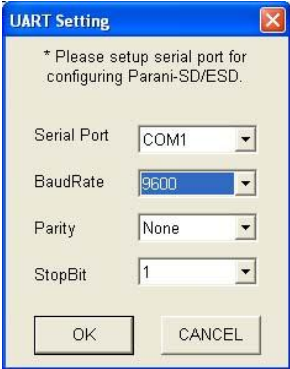 UART Setting
* Please setup serial port for
configuring Parani-SD/ESD.
Serial Port COM1
BaudRate 9600
Parity None
StopBit 1
OK CANCEL